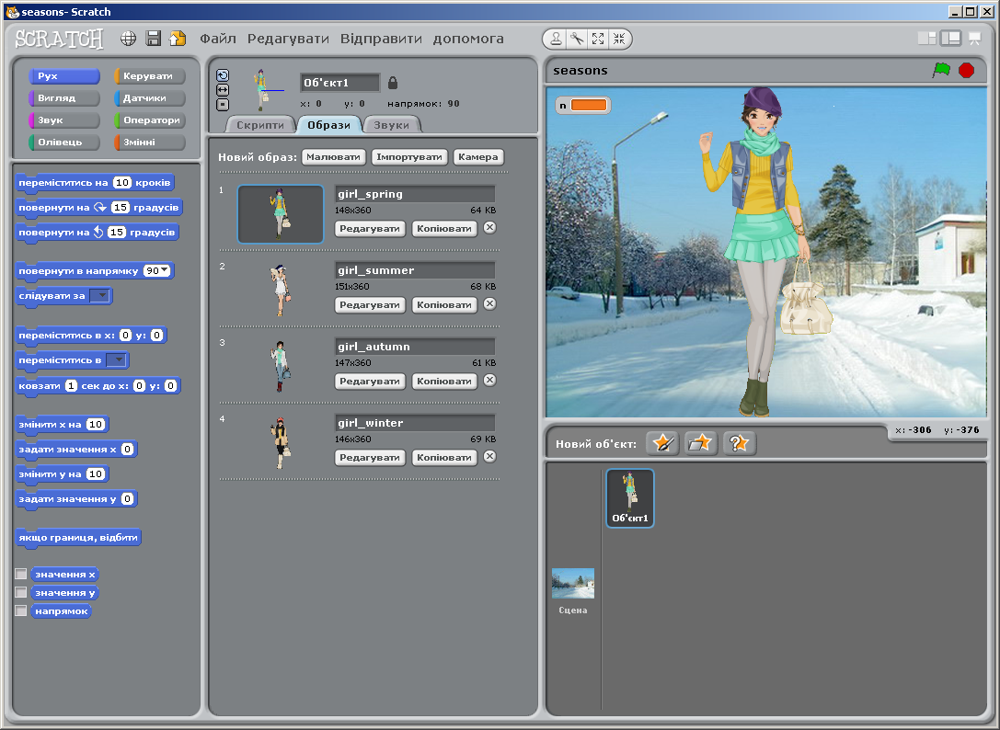 seasons- Scratch
SCRATCH Файл Редагувати Відправити допомога
Рух Керувати
Вигляд Датчики
Звук Оператори
Олівець Змінні
перемiститись на 10 кроків
повернути на 15 градусів
повернути на 15 градусів
повернути в напрямку 90
слідувати за
переміститись в x: 0 y: 0
переміститись в
ковзати 1 сек до x: 0 y: 0
змінити x на 10
задати значення x 0
змінити y на 10
задати значення y 0
якщо границя, відбити
значення x
значення y
напрямок
Об'єкт1
x: 0 y: 0 напрямок: 90
Скрипти Образи Звуки
Новий образ: Малювати Імпортувати Камера
1 girl_spring
148x360 64 KB
Редагувати Копіювати
2 girl_summer
151x360 68 KB
Редагувати Копіювати
3 girl_autumn
147x360 61 KB
Редагувати Копіювати
4 girl_winter
146x360 69 KB
Редагувати Копіювати
seasons
n
x: -306 y: -376
Новий об'єкт:
Об'єкт1
Сцена